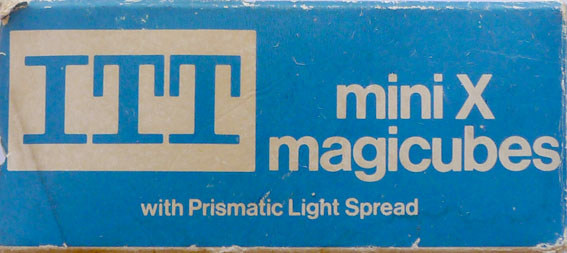 ITT
mini X
magicubes
with Prismatic Light Spread